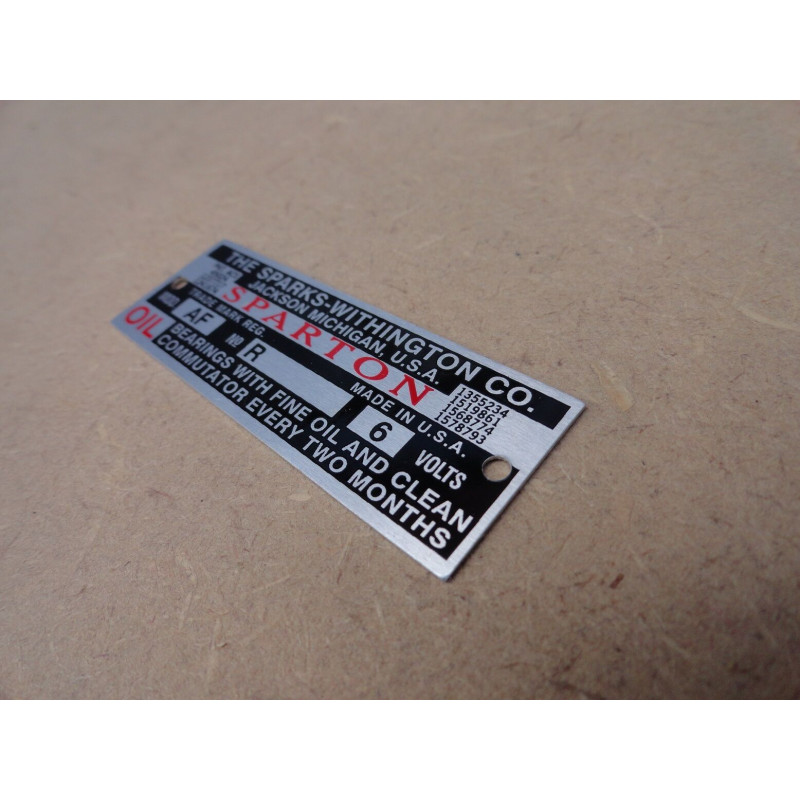 THE SPARKS-WITHINGTON CO.
JACKSON MICHIGAN, U.S.A.
SPARTON
1355234
1519861
1568774
1578793
TRADE MARK REG.
MADE IN U.S.A.
AF NO R 6 VOLTS
OIL BEARINGS WITH FINE OIL AND CLEAN
COMMUTATOR EVERY TWO MONTHS